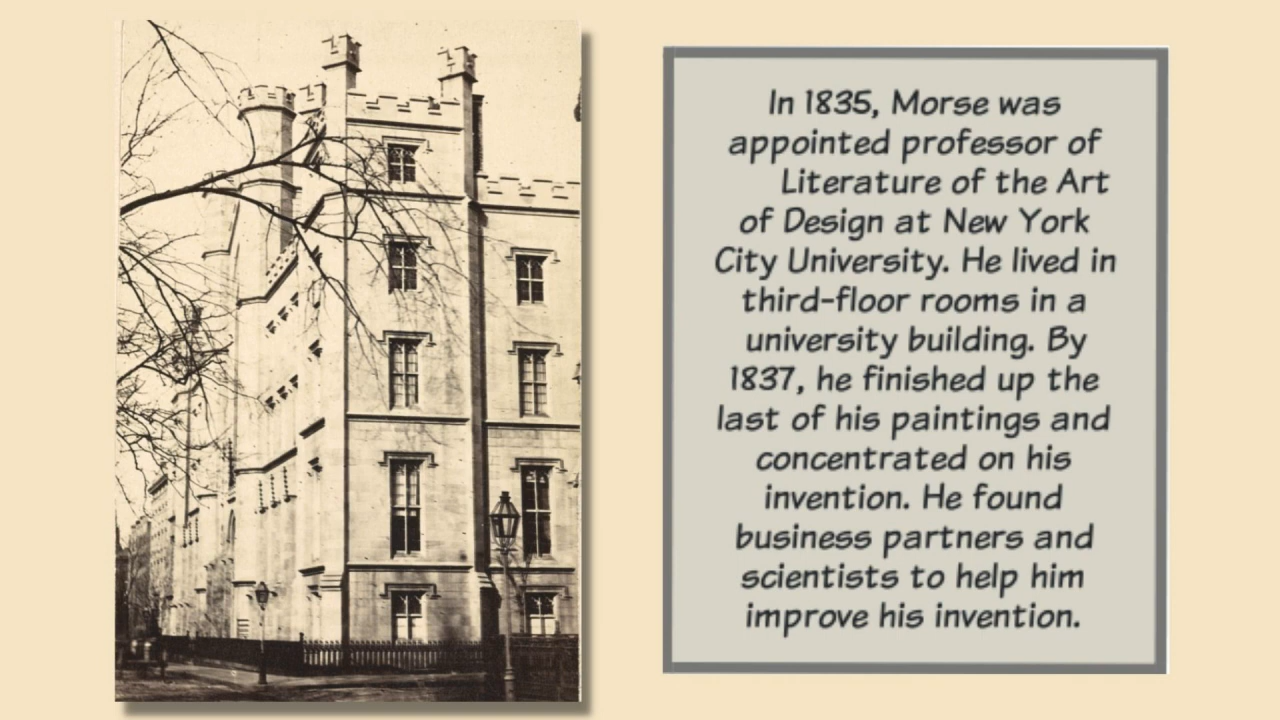 In 1835, Morse was
appointed professor of
Literature of the Art
of Design at New York
City University. He lived in
third-floor rooms in a
university building. By
1837, he finished up the
last of his paintings and
concentrated on his
invention. He found
business partners and
scientists to help him
improve his invention.